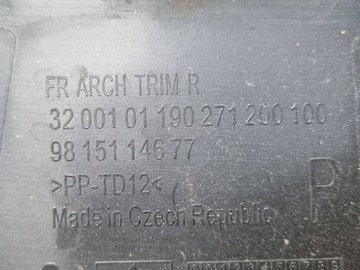 FR ARCH TRIM R
32 001 01 190 271 200 100
98 151 146 77
>PP-TD12<
P
Made in Czech Republic